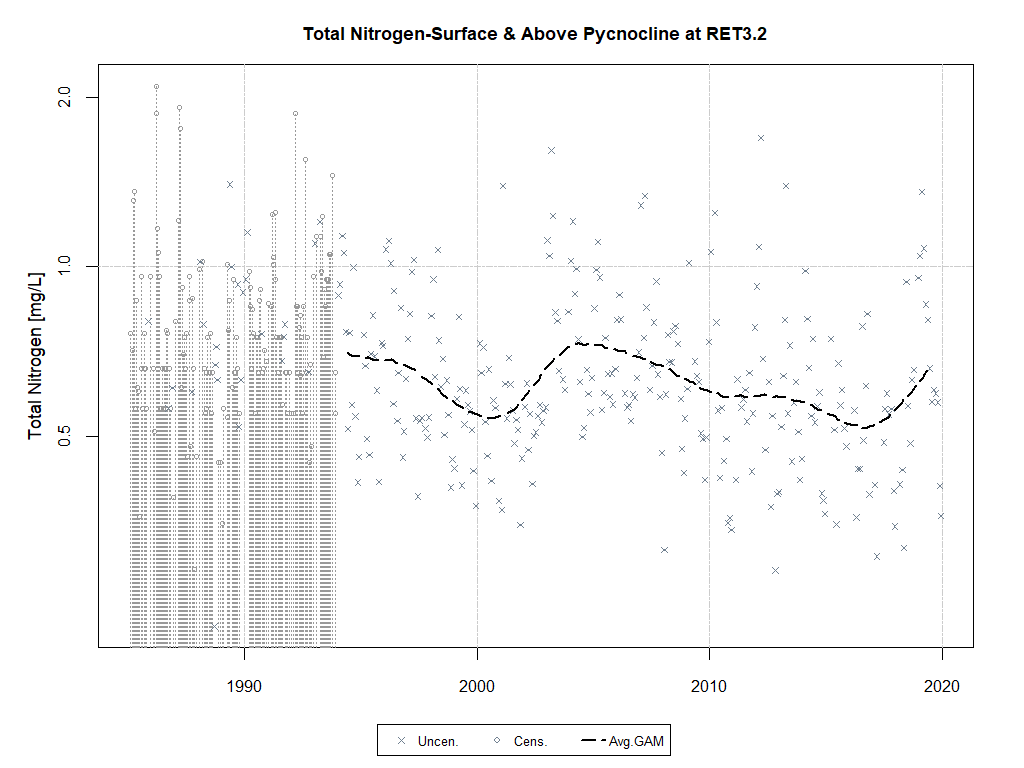 Total Nitrogen-Surface & Above Pycnocline at RET3.2
Total Nitrogen [mg/L]
2.0
1.0
0.5
1990 2000 2010 2020
Uncen. Cens. Avg.GAM